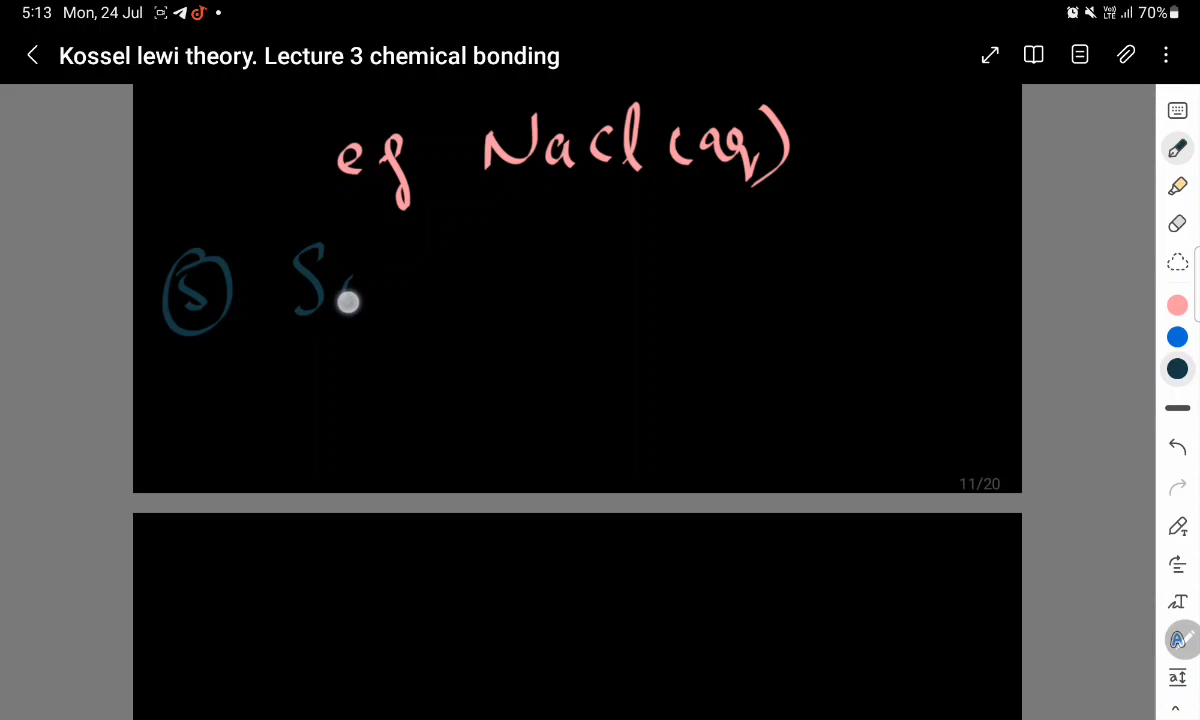 5:13 Mon, 24 Jul 70%
Kossel lewi theory. Lecture 3 chemical bonding
eg Nacl (aq)
⑤
11/20